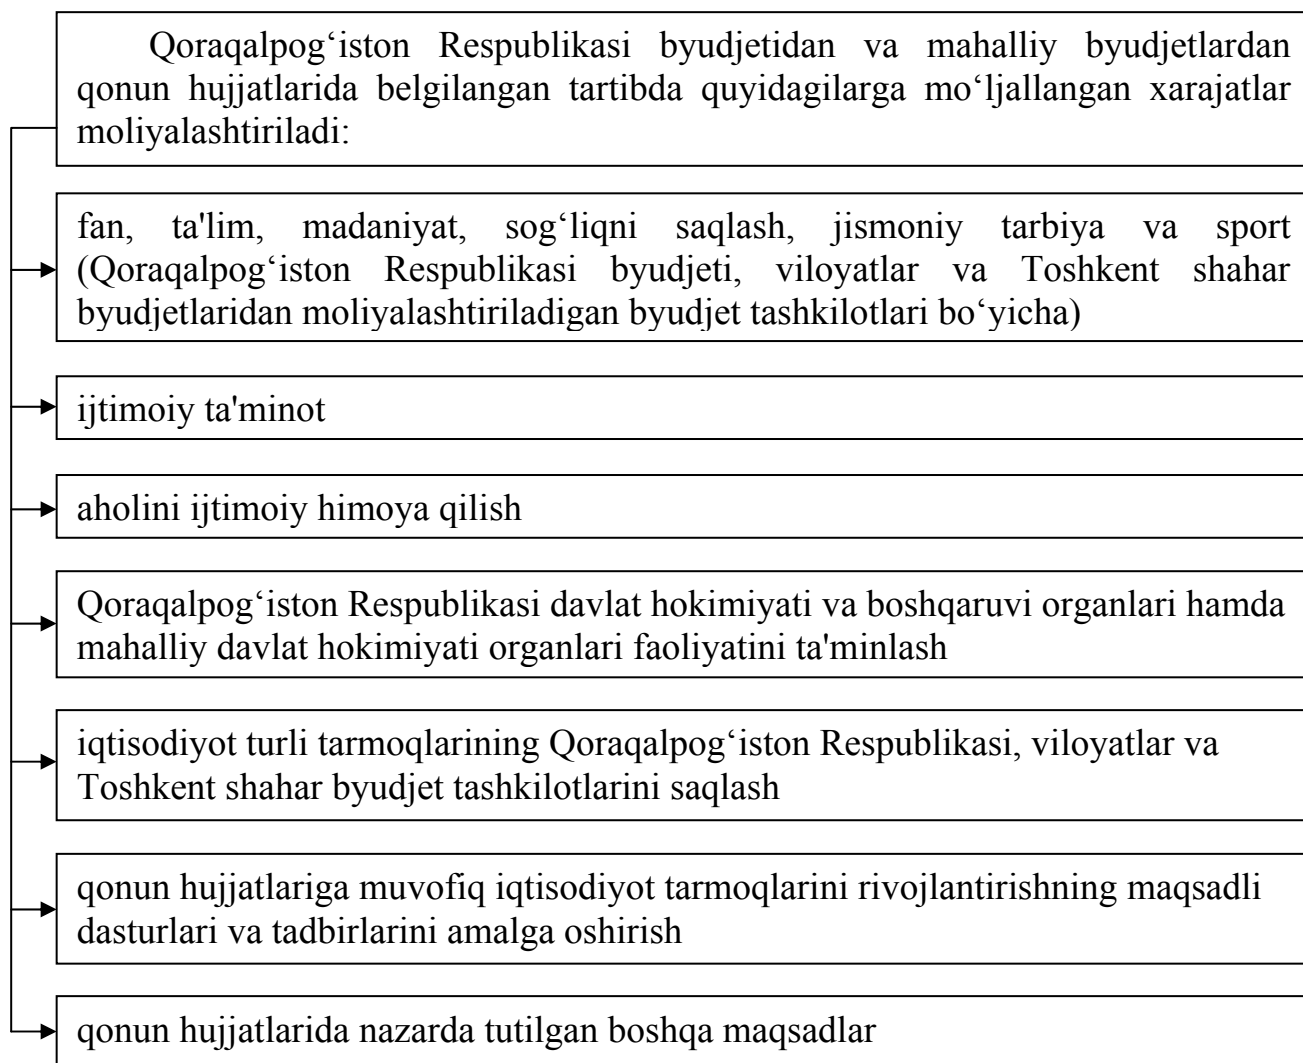 Qoraqalpog‘iston Respublikasi byudjetidan va mahalliy byudjetlardan
qonun hujjatlarida belgilangan tartibda quyidagilarga mo‘ljallangan xarajatlar
moliyalashtiriladi:
fan, ta'lim, madaniyat, sog‘liqni saqlash, jismoniy tarbiya va sport
(Qoraqalpog‘iston Respublikasi byudjeti, viloyatlar va Toshkent shahar
byudjetlaridan moliyalashtiriladigan byudjet tashkilotlari bo‘yicha)
ijtimoiy ta'minot
aholini ijtimoiy himoya qilish
Qoraqalpog‘iston Respublikasi davlat hokimiyati va boshqaruvi organlari hamda
mahalliy davlat hokimiyati organlari faoliyatini ta'minlash
iqtisodiyot turli tarmoqlarining Qoraqalpog‘iston Respublikasi, viloyatlar va
Toshkent shahar byudjet tashkilotlarini saqlash
qonun hujjatlariga muvofiq iqtisodiyot tarmoqlarini rivojlantirishning maqsadli
dasturlari va tadbirlarini amalga oshirish
qonun hujjatlarida nazarda tutilgan boshqa maqsadlar